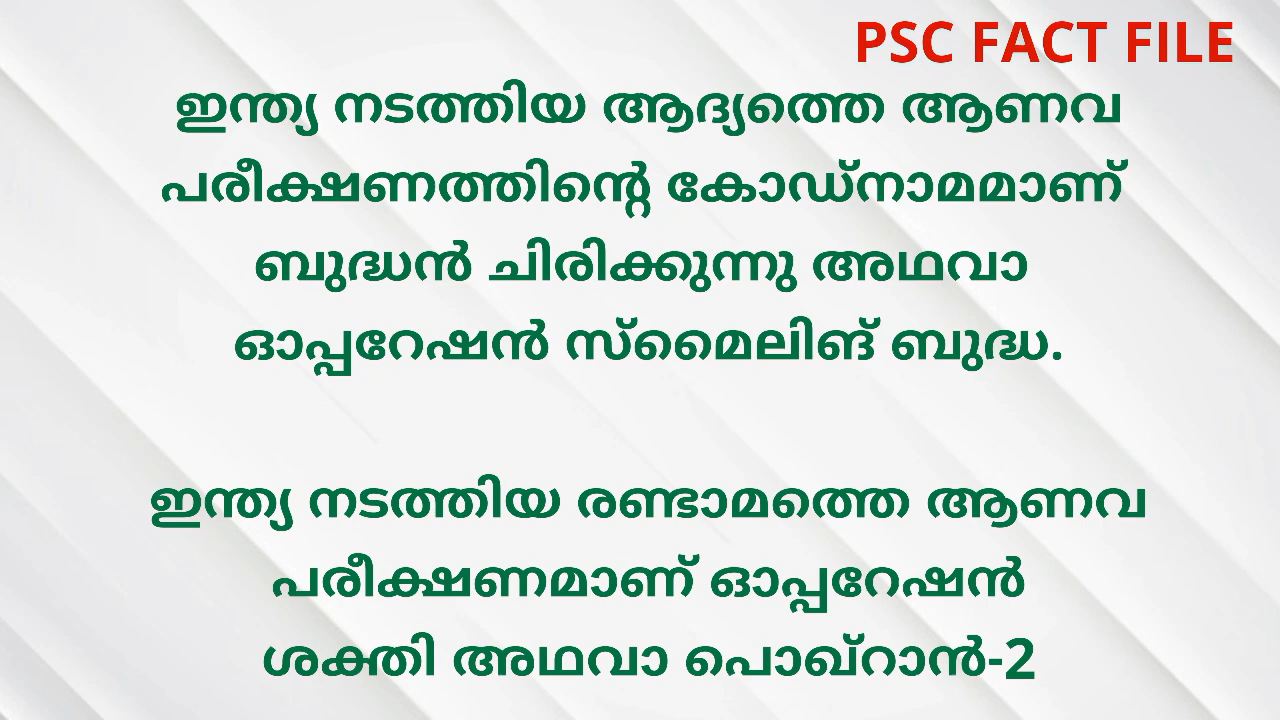 PSC FACT FILE
ഇന്ത്യ നടത്തിയ ആദ്യത്തെ ആണവ
പരീക്ഷണത്തിന്റെ കോഡ്നാമമാണ്
ബുദ്ധൻ ചിരിക്കുന്നു അഥവാ
ഓപ്പറേഷൻ സ്മൈലിങ് ബുദ്ധ.
ഇന്ത്യ നടത്തിയ രണ്ടാമത്തെ ആണവ
പരീക്ഷണമാണ് ഓപ്പറേഷൻ
ശക്തി അഥവാ പൊഖ്റാൻ-2